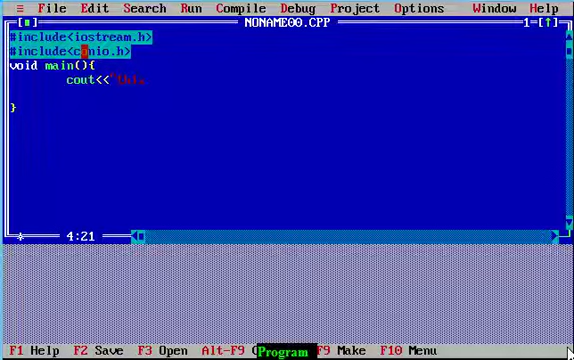 ≡ File Edit Search Run Compile Debug Project Options Window Help
[■] NONAME00.CPP 1=[↑]
#include<iostream.h>
#include<conio.h>
void main(){
cout<<"thi
}
4:21
F1 Help F2 Save F3 Open Alt-F9 Program F9 Make F10 Menu